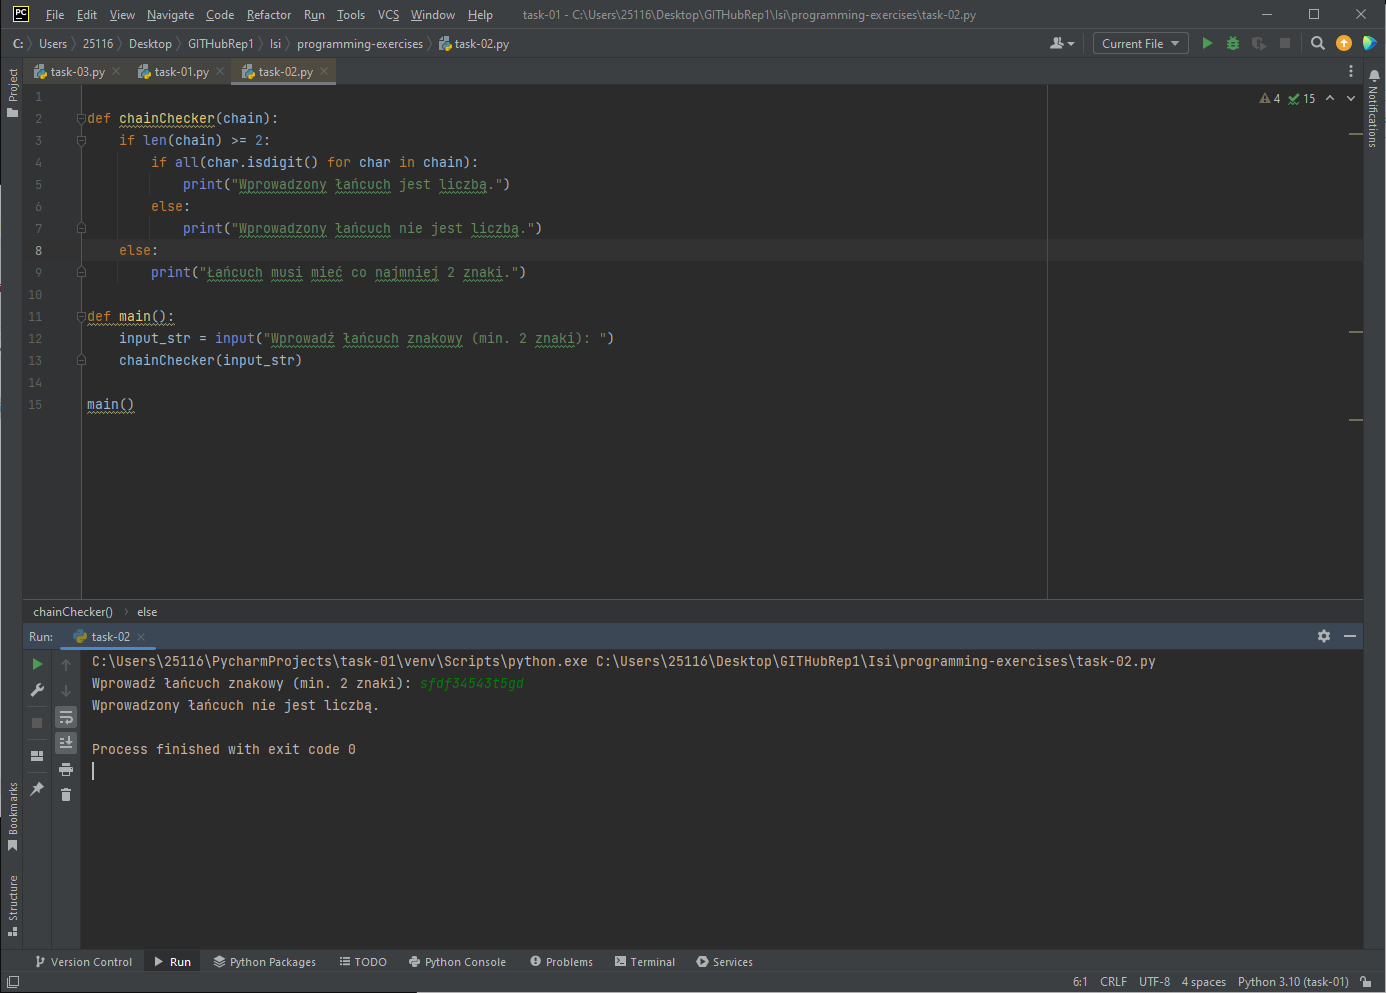 PC File Edit View Navigate Code Refactor Run Tools VCS Window Help task-01 - C:\Users\25116\Desktop\GITHubRep1\Isi\programming-exercises\task-02.py
C: Users 25116 Desktop GITHubRep1 Isi programming-exercises task-02.py Current File
task-03.py task-01.py task-02.py
Project
Notifications
4 15
1
2 def chainChecker(chain):
3 if len(chain) >= 2:
4 if all(char.isdigit() for char in chain):
5 print("Wprowadzony łańcuch jest liczbą.")
6 else:
7 print("Wprowadzony łańcuch nie jest liczbą.")
8 else:
9 print("Łańcuch musi mieć co najmniej 2 znaki.")
10
11 def main():
12 input_str = input("Wprowadź łańcuch znakowy (min. 2 znaki): ")
13 chainChecker(input_str)
14
15 main()
chainChecker() else
Run: task-02
C:\Users\25116\PycharmProjects\task-01\venv\Scripts\python.exe C:\Users\25116\Desktop\GITHubRep1\Isi\programming-exercises\task-02.py
Wprowadź łańcuch znakowy (min. 2 znaki): sfdf34543t5gd
Wprowadzony łańcuch nie jest liczbą.
Process finished with exit code 0
Bookmarks
Structure
Version Control Run Python Packages TODO Python Console Problems Terminal Services
6:1 CRLF UTF-8 4 spaces Python 3.10 (task-01)